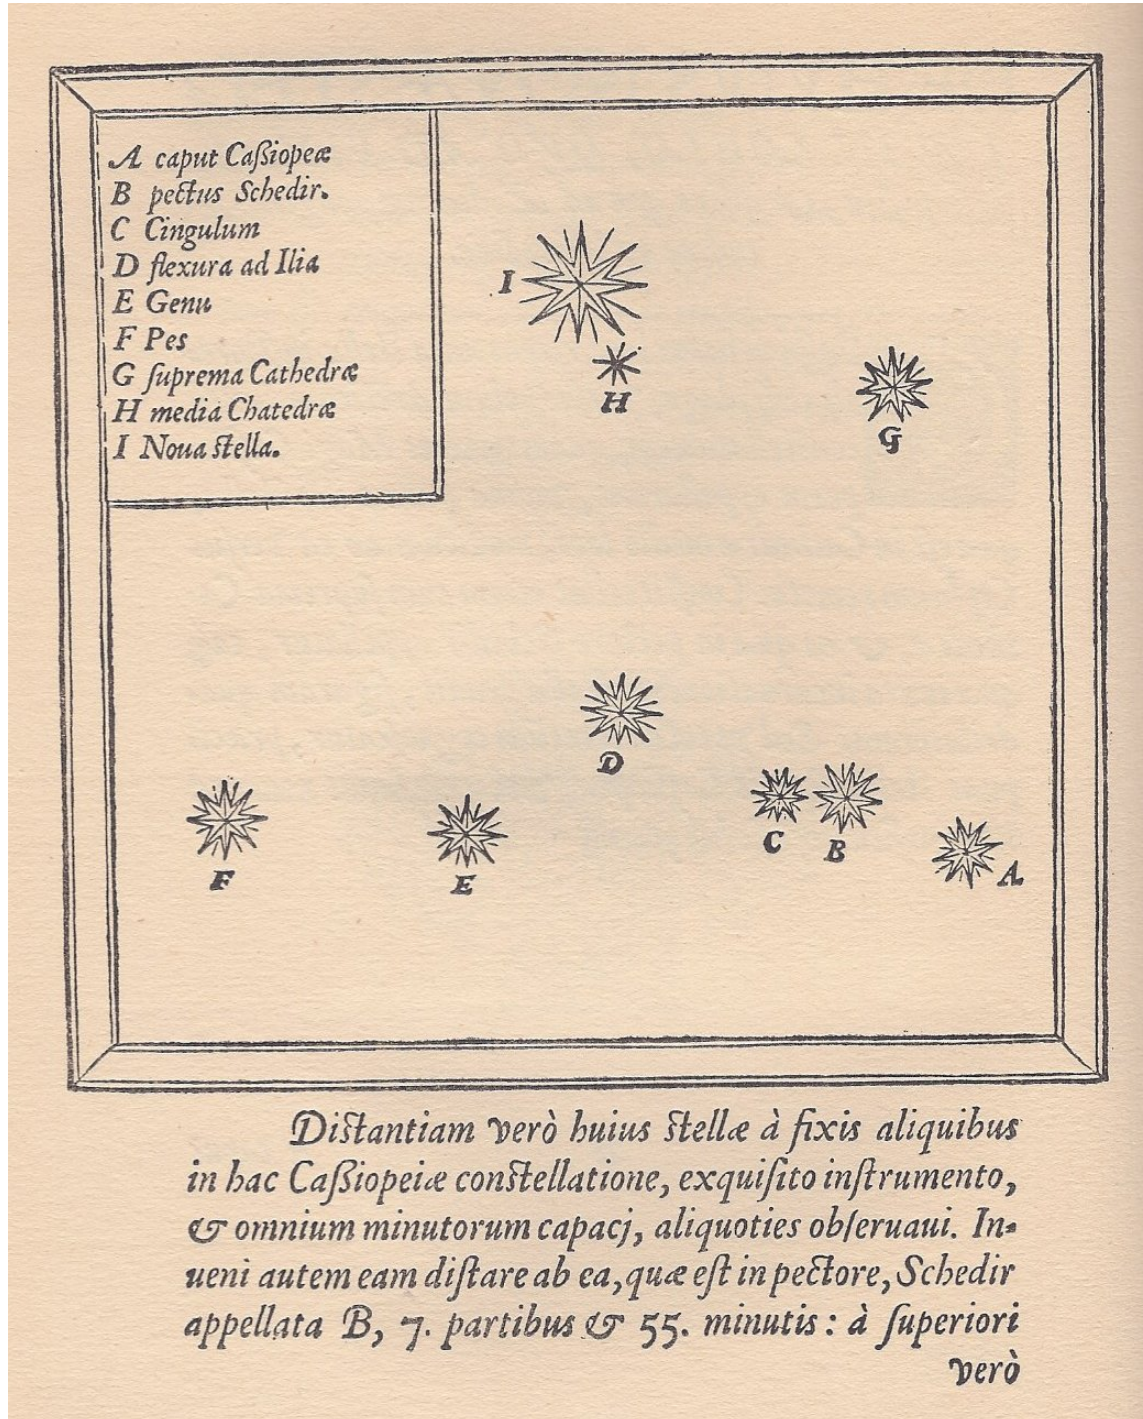 A caput Caſsiopeæ
B pectus Schedir.
C Cingulum
D flexura ad Ilia
E Genu
F Pes
G ſuprema Cathedræ
H media Chatedræ
I Noua ſtella.
I
H
G
D
C
B
A
E
F
Diſtantiam verò huius ſtellæ à fixis aliquibus
in hac Caſsiopeiæ conſtellatione, exquiſito inſtrumento,
& omnium minutorum capacj, aliquoties obſeruaui. In-
ueni autem eam diſtare ab ea, quæ eſt in pectore, Schedir
appellata B, 7. partibus & 55. minutis: à ſuperiori
verò